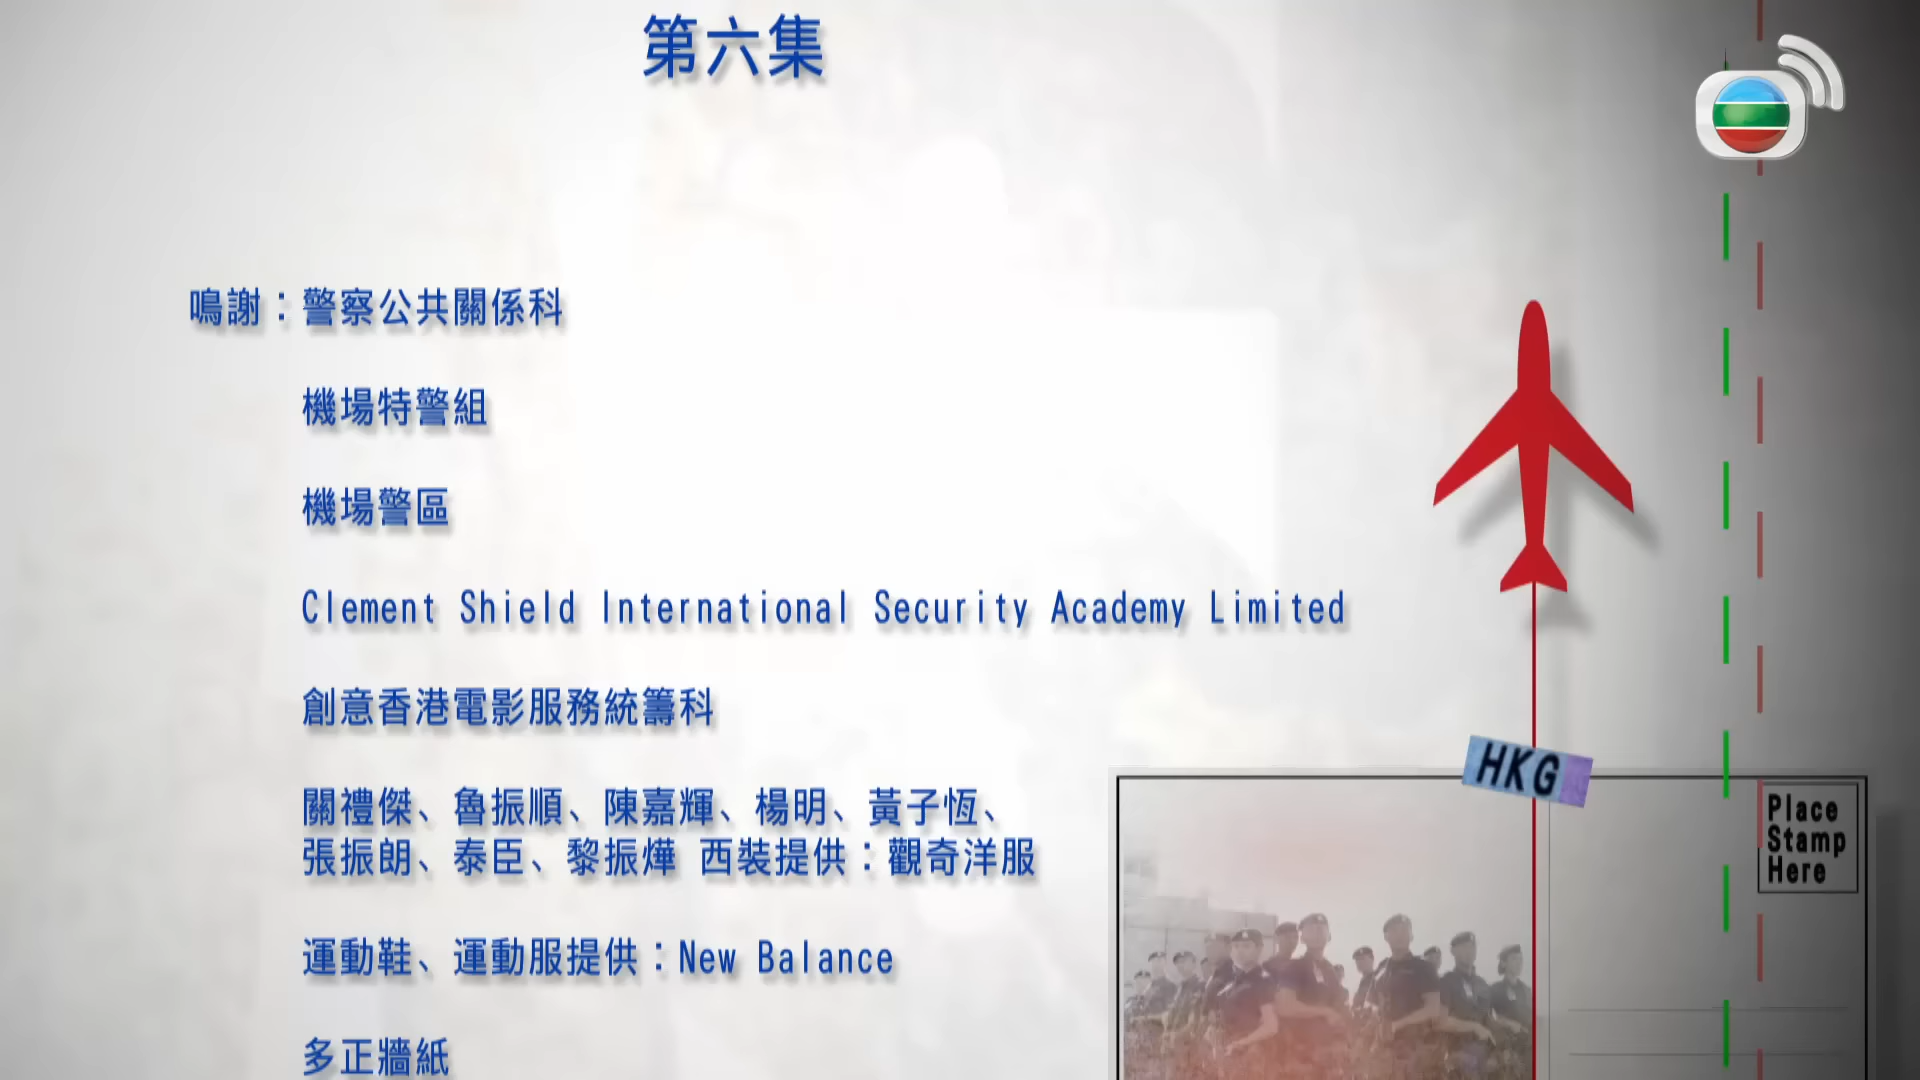 第六集
鳴謝：警察公共關係科
機場特警組
機場警區
Clement Shield International Security Academy Limited
創意香港電影服務統籌科
關禮傑、魯振順、陳嘉輝、楊明、黃子恆、
張振朗、泰臣、黎振燁 西裝提供：觀奇洋服
運動鞋、運動服提供：New Balance
多正牆紙
HKG
Place
Stamp
Here